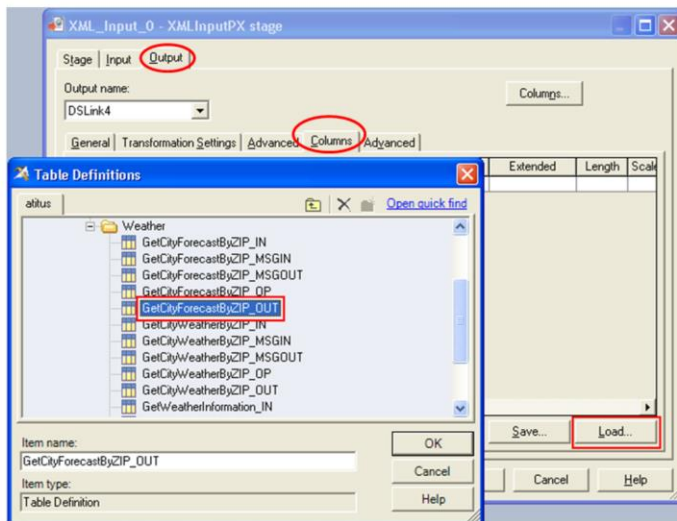 XML_Input_0 - XMLInputPX stage
Stage Input Output
Output name:
DSLink4
Columns...
General Transformation Settings Advanced Columns Advanced
Extended Length Scale
Table Definitions
atitus
Open quick find
Weather
GetCityForecastByZIP_IN
GetCityForecastByZIP_MSGIN
GetCityForecastByZIP_MSGOUT
GetCityForecastByZIP_OP
GetCityForecastByZIP_OUT
GetCityWeatherByZIP_IN
GetCityWeatherByZIP_MSGIN
GetCityWeatherByZIP_MSGOUT
GetCityWeatherByZIP_OP
GetCityWeatherByZIP_OUT
GetWeatherInformation_IN
Save... Load...
Item name:
GetCityForecastByZIP_OUT
Item type:
Table Definition
OK
Cancel
Help
Cancel Help